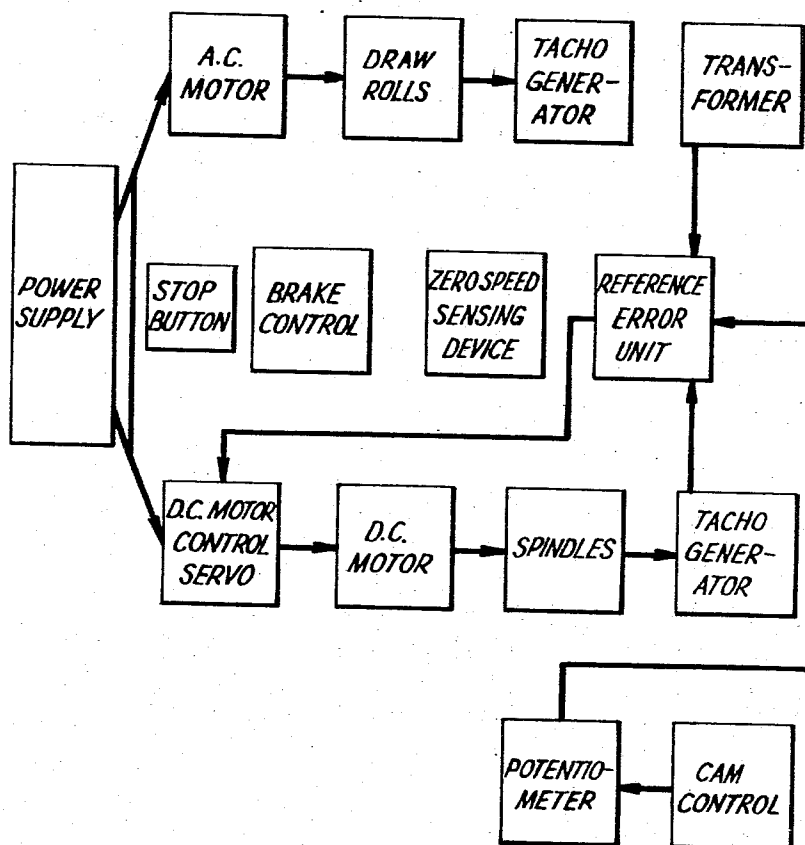 A.C.
MOTOR
DRAW
ROLLS
TACHO
GENER-
ATOR
TRANS-
FORMER
POWER
SUPPLY
STOP
BUTTON
BRAKE
CONTROL
ZERO SPEED
SENSING
DEVICE
REFERENCE
ERROR
UNIT
D.C. MOTOR
CONTROL
SERVO
D.C.
MOTOR
SPINDLES
TACHO
GENER-
ATOR
POTENTIO-
METER
CAM
CONTROL